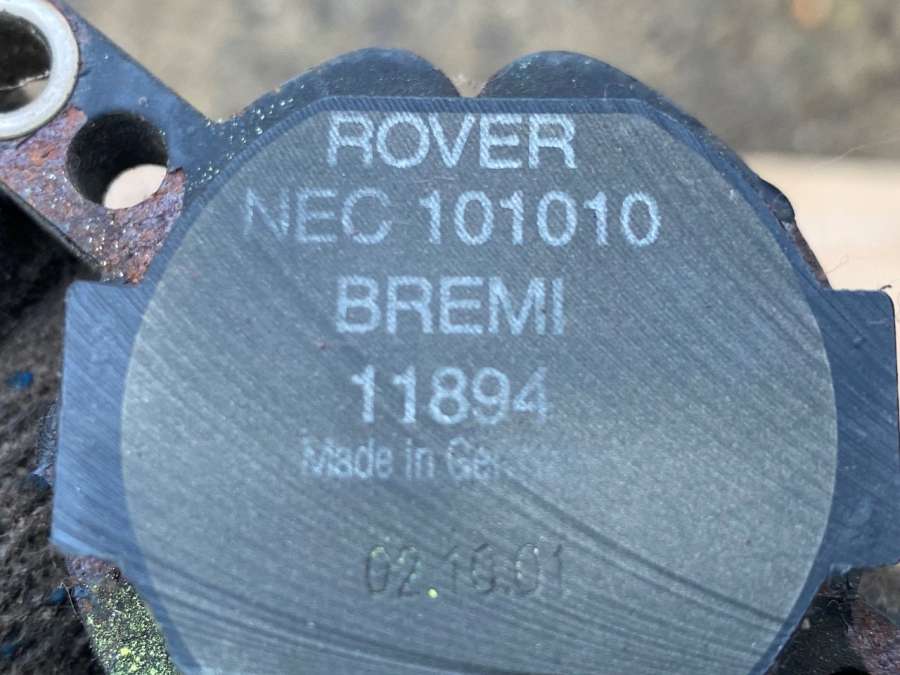 ROVER
NEC 101010
BREMI
11894
Made in
02.10.01